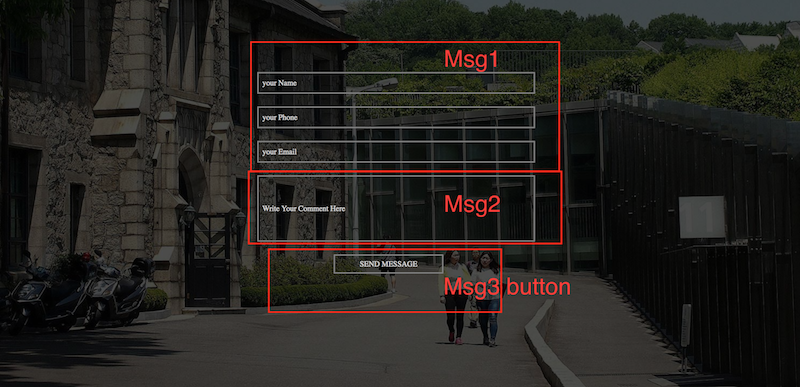 Msg1
your Name
your Phone
your Email
Write Your Comment Here
Msg2
SEND MESSAGE
Msg3 button